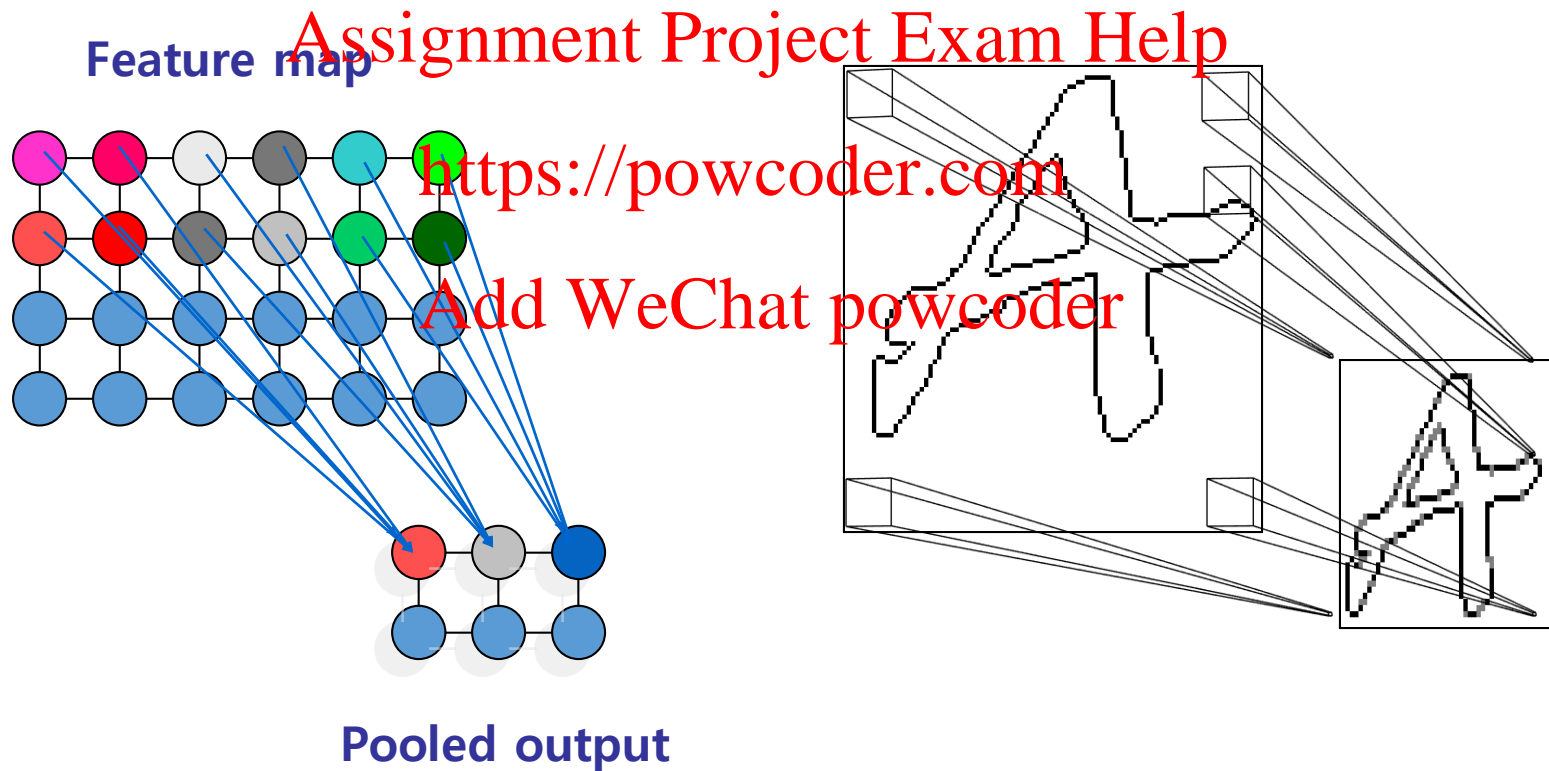 Assignment Project Exam Help
Feature map
https://powcoder.com
Add WeChat powcoder
Pooled output